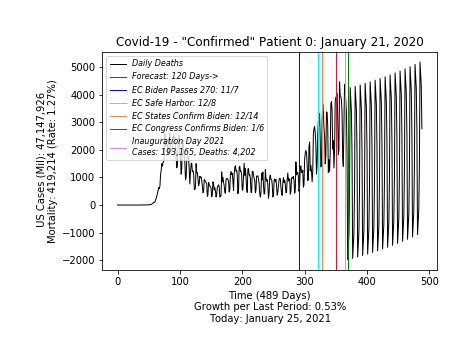 Covid-19 - "Confirmed" Patient 0: January 21, 2020
Daily Deaths
Forecast: 120 Days->
EC Biden Passes 270: 11/7
EC Safe Harbor: 12/8
EC States Confirm Biden: 12/14
EC Congress Confirms Biden: 1/6
Inauguration Day 2021
Cases: 193,165, Deaths: 4,202
5000
4000
3000
2000
1000
0
−1000
−2000
US Cases (Mil): 47,147,926
Mortality: 419,214 (Rate: 1.27%)
0
100
200
300
400
500
Time (489 Days)
Growth per Last Period: 0.53%
Today: January 25, 2021